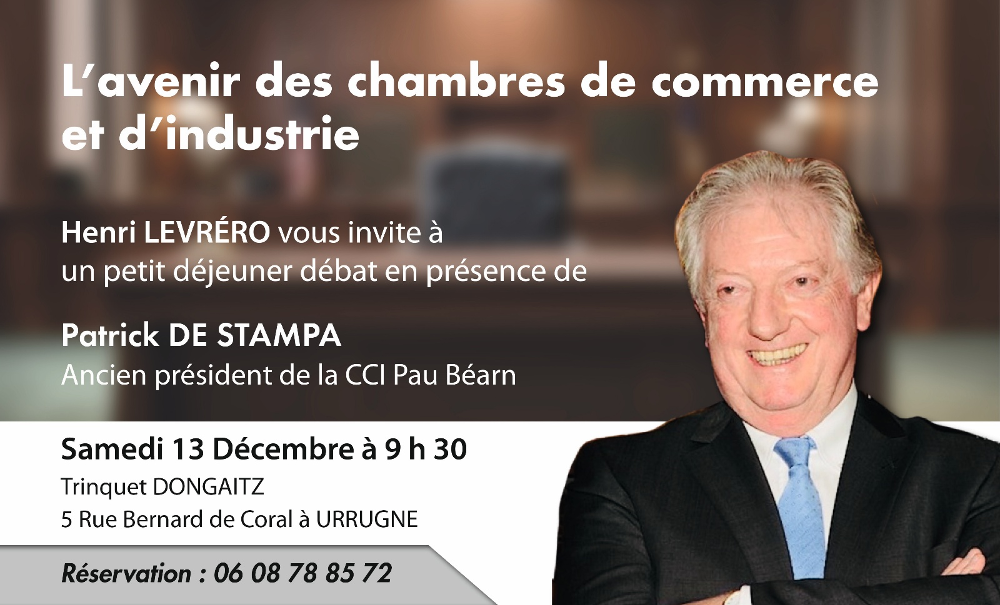 L'avenir des chambres de commerce
et d'industrie
Henri LEVRÉRO vous invite à
un petit déjeuner débat en présence de
Patrick DE STAMPA
Ancien président de la CCI Pau Béarn
Samedi 13 Décembre à 9 h 30
Trinquet DONGAITZ
5 Rue Bernard de Coral à URRUGNE
Réservation : 06 08 78 85 72